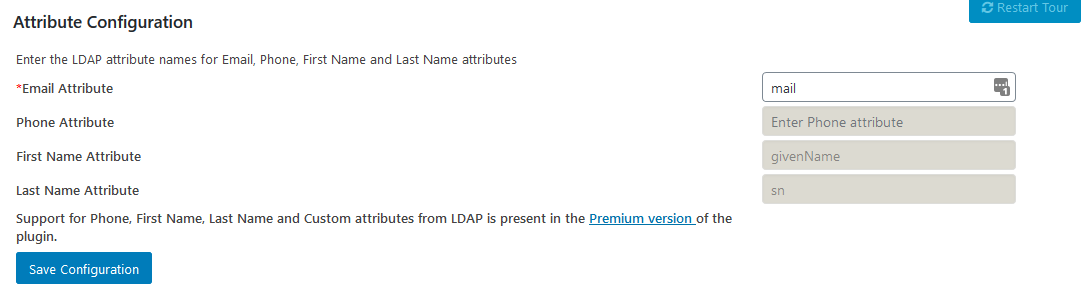 Restart Tour
Attribute Configuration
Enter the LDAP attribute names for Email, Phone, First Name and Last Name attributes
*Email Attribute
mail
1
Phone Attribute
Enter Phone attribute
First Name Attribute
givenName
Last Name Attribute
sn
Support for Phone, First Name, Last Name and Custom attributes from LDAP is present in the Premium version of the
plugin.
Save Configuration